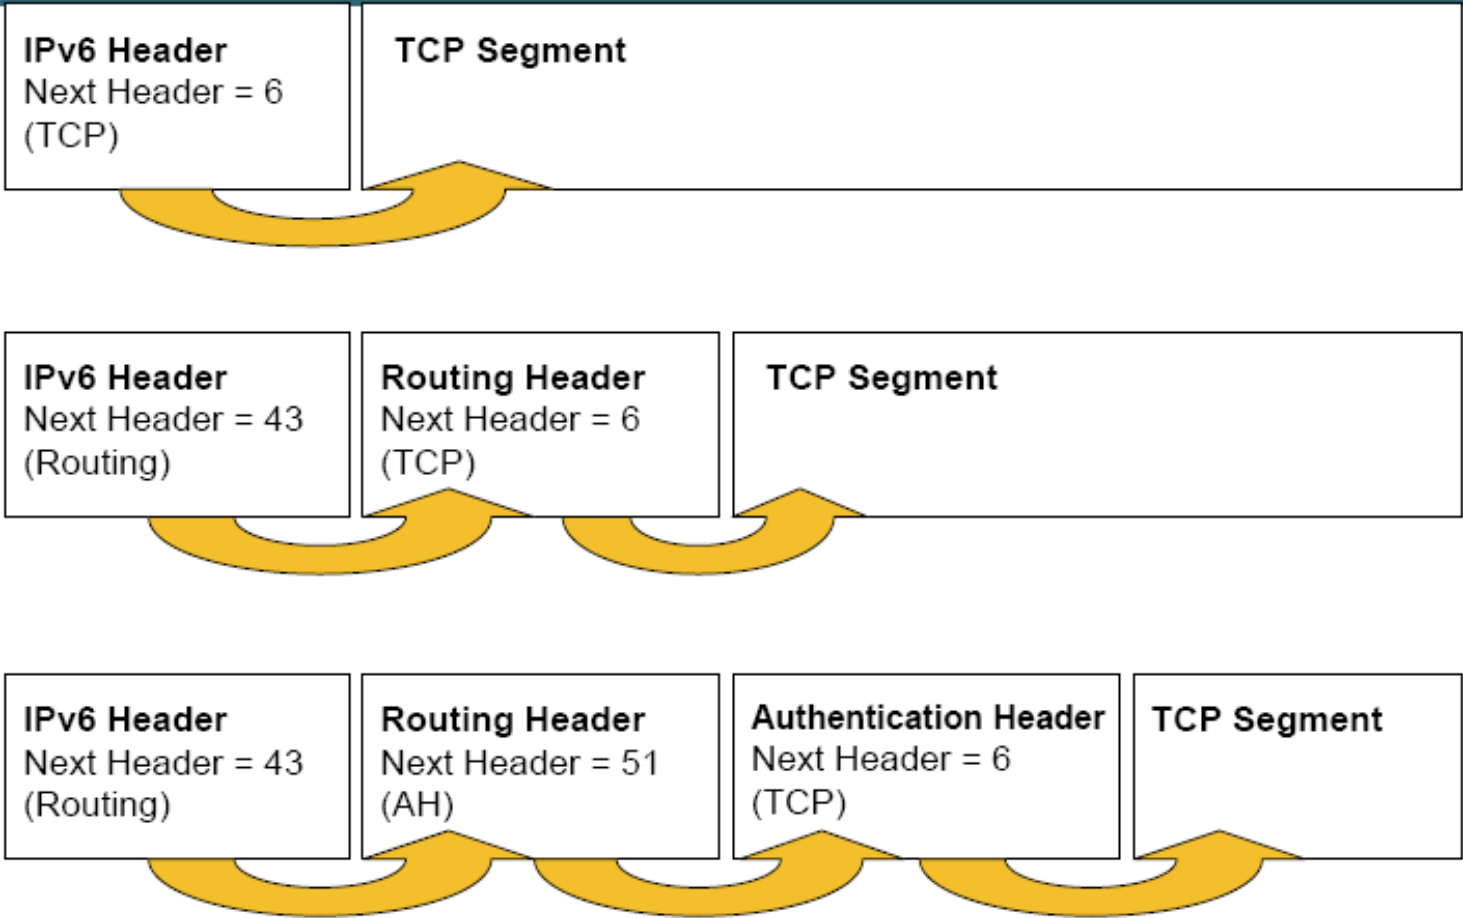 IPv6 Header
Next Header = 6
(TCP)
TCP Segment
IPv6 Header
Next Header = 43
(Routing)
Routing Header
Next Header = 6
(TCP)
TCP Segment
IPv6 Header
Next Header = 43
(Routing)
Routing Header
Next Header = 51
(AH)
Authentication Header
Next Header = 6
(TCP)
TCP Segment